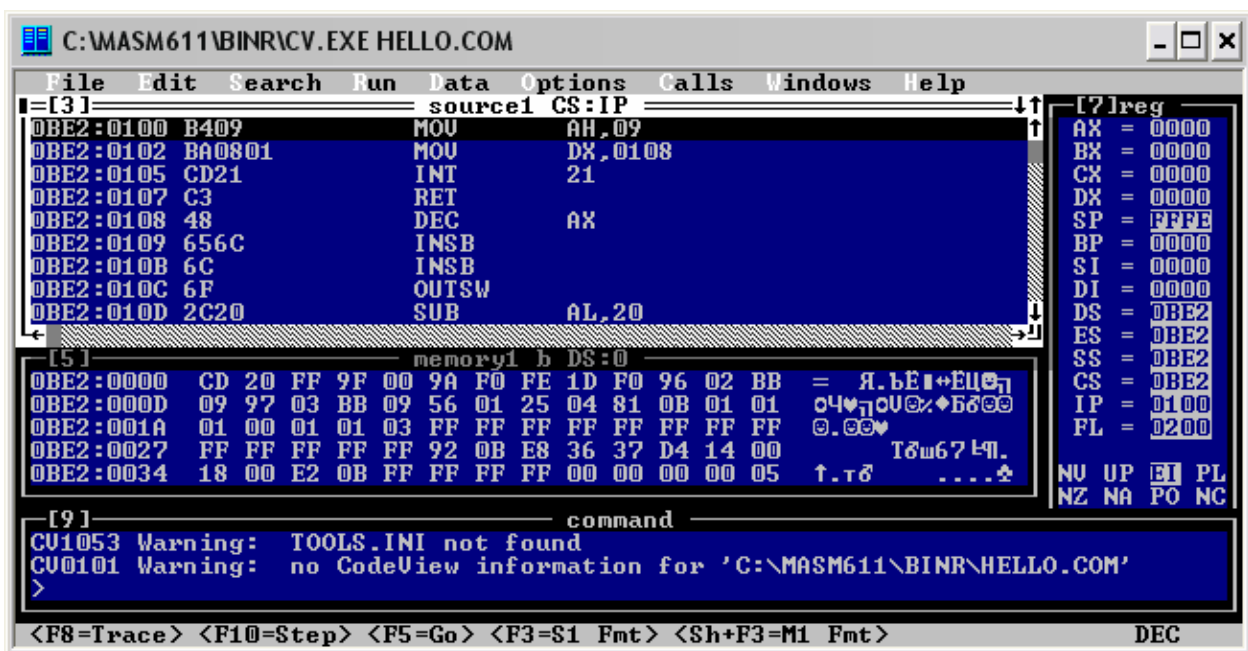 C:\MASM611\BINR\CV.EXE HELLO.COM
File Edit Search Run Data Options Calls Windows Help
[3] source1 CS:IP
0BE2:0100 B409 MOV AH,09
0BE2:0102 BA0801 MOV DX,0108
0BE2:0105 CD21 INT 21
0BE2:0107 C3 RET
0BE2:0108 48 DEC AX
0BE2:0109 656C INSB
0BE2:010B 6C INSB
0BE2:010C 6F OUTSW
0BE2:010D 2C20 SUB AL,20
[7]reg
AX = 0000
BX = 0000
CX = 0000
DX = 0000
SP = FFFE
BP = 0000
SI = 0000
DI = 0000
DS = 0BE2
ES = 0BE2
SS = 0BE2
CS = 0BE2
IP = 0100
FL = 0200
NV UP EI PL
NZ NA PO NC
[5] memory1 b DS:0
0BE2:0000 CD 20 FF 9F 00 9A F0 FE 1D F0 96 02 BB = Я.ЪЁ■↔ЁЦ☻╗
0BE2:000D 09 97 03 BB 09 56 01 25 04 81 0B 01 01 ○Ч♥╗○V☺%♦Б♂☺☺
0BE2:001A 01 00 01 01 03 FF FF FF FF FF FF FF FF ☺.☺☺♥
0BE2:0027 FF FF FF FF FF 92 0B E8 36 37 D4 14 00 Т♂ш67╘¶.
0BE2:0034 18 00 E2 0B FF FF FF FF 00 00 00 00 05 ↑.т♂ ....♣
[9] command
CV1053 Warning: TOOLS.INI not found
CV0101 Warning: no CodeView information for 'C:\MASM611\BINR\HELLO.COM'
>
<F8=Trace> <F10=Step> <F5=Go> <F3=S1 Fmt> <Sh+F3=M1 Fmt> DEC